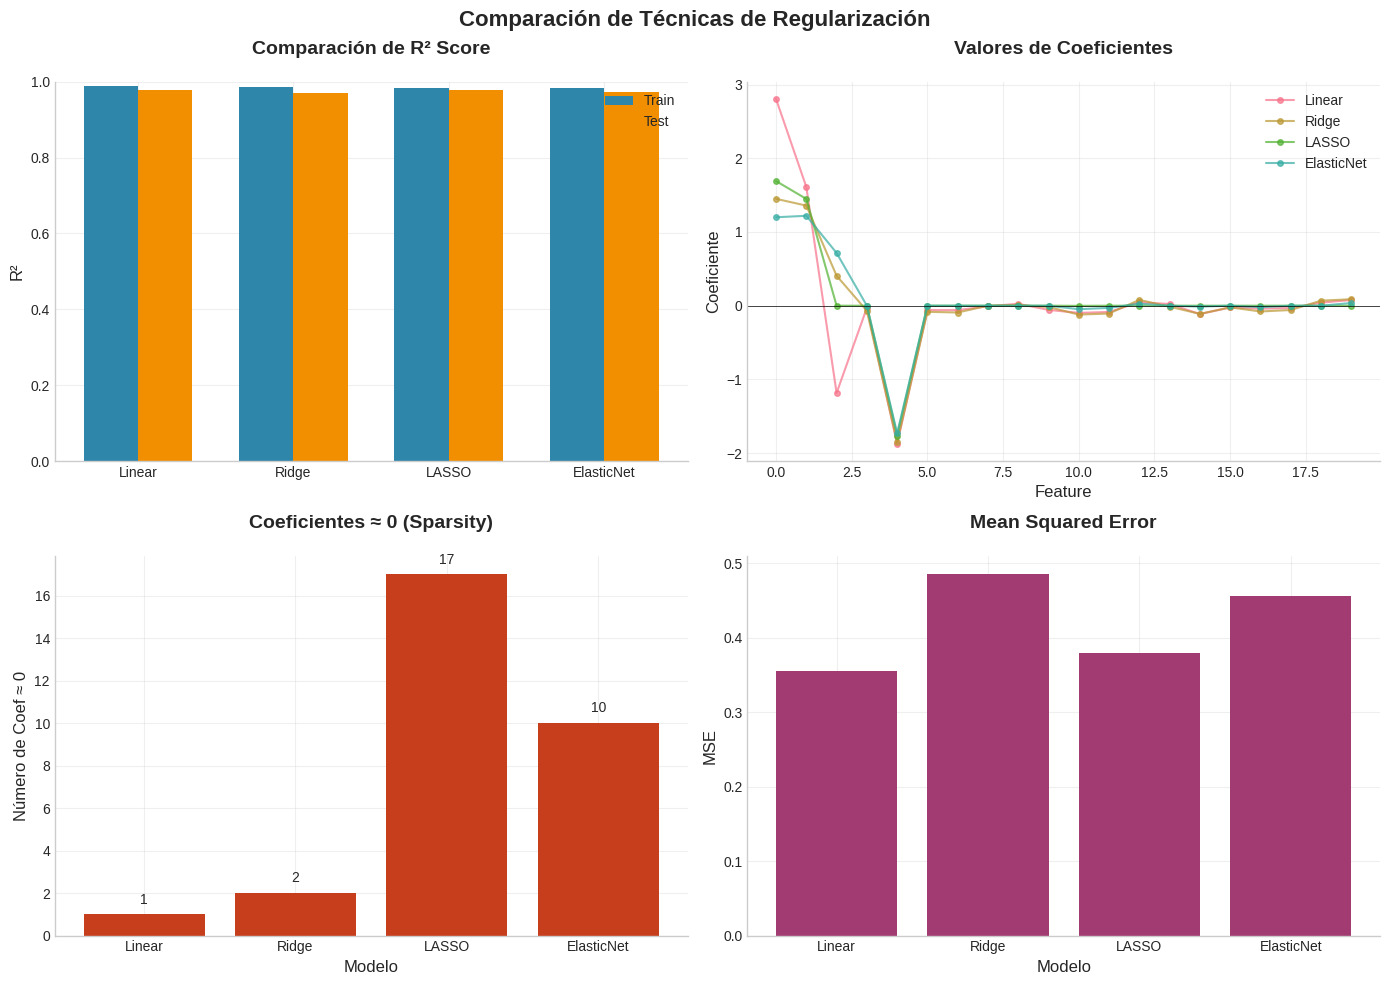 Comparación de Técnicas de Regularización
Comparación de R² Score
R²
1.0
0.8
0.6
0.4
0.2
0.0
Linear
Ridge
LASSO
ElasticNet
Train
Test
Valores de Coeficientes
Coeficiente
3
2
1
0
−1
−2
0.0
2.5
5.0
7.5
10.0
12.5
15.0
17.5
Feature
Linear
Ridge
LASSO
ElasticNet
Coeficientes ≈ 0 (Sparsity)
Número de Coef ≈ 0
16
14
12
10
8
6
4
2
0
1
2
17
10
Linear
Ridge
LASSO
ElasticNet
Modelo
Mean Squared Error
MSE
0.5
0.4
0.3
0.2
0.1
0.0
Linear
Ridge
LASSO
ElasticNet
Modelo